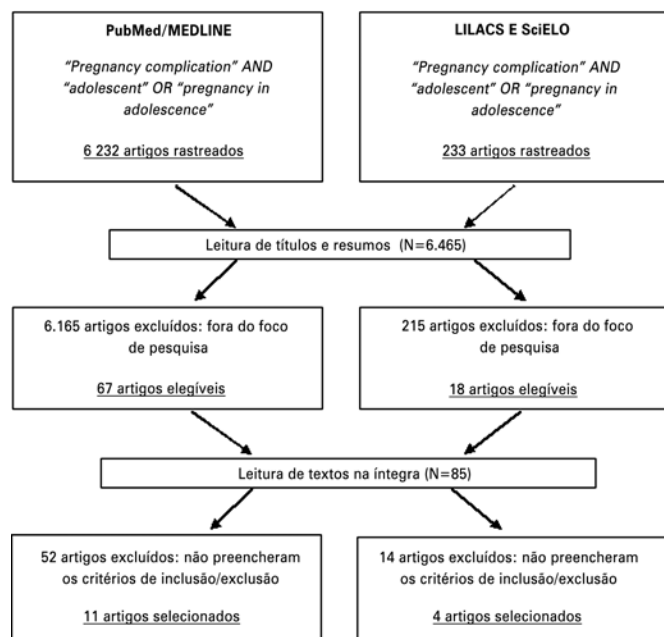 PubMed/MEDLINE
“Pregnancy complication” AND
“adolescent” OR “pregnancy in
adolescence”
6 232 artigos rastreados
LILACS E SciELO
“Pregnancy complication” AND
“adolescent” OR “pregnancy in
adolescence”
233 artigos rastreados
Leitura de títulos e resumos (N=6.465)
6.165 artigos excluídos: fora do foco
de pesquisa
67 artigos elegíveis
215 artigos excluídos: fora do foco
de pesquisa
18 artigos elegíveis
Leitura de textos na íntegra (N=85)
52 artigos excluídos: não preencheram
os critérios de inclusão/exclusão
11 artigos selecionados
14 artigos excluídos: não preencheram
os critérios de inclusão/exclusão
4 artigos selecionados